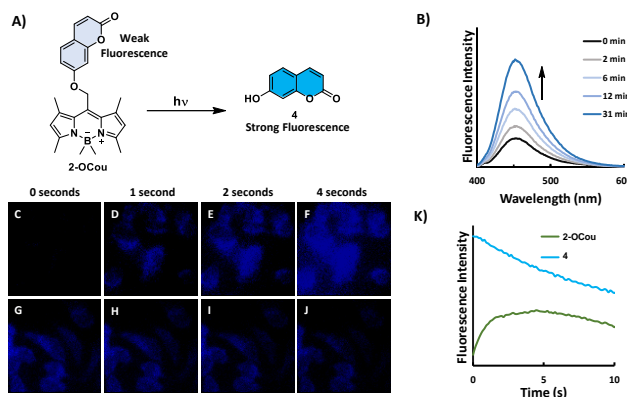 A)
Weak
Fluorescence
O
O
O
N
N
B
-
+
2-OCou
hν
HO
O
O
4
Strong Fluorescence
B)
Fluorescence Intensity
0 min
2 min
6 min
12 min
31 min
400
500
600
Wavelength (nm)
0 seconds
1 second
2 seconds
4 seconds
C
D
E
F
G
H
I
J
K)
Fluorescence Intensity
2-OCou
4
0
5
10
Time (s)